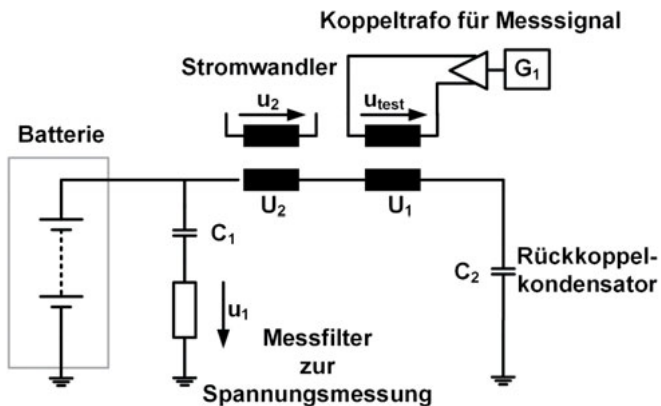 Koppeltrafo für Messsignal
G₁
Stromwandler
u₂
uₜₑₛₜ
Batterie
U₂
U₁
C₁
C₂
Rückkoppel-
kondensator
u₁
Messfilter
zur
Spannungsmessung